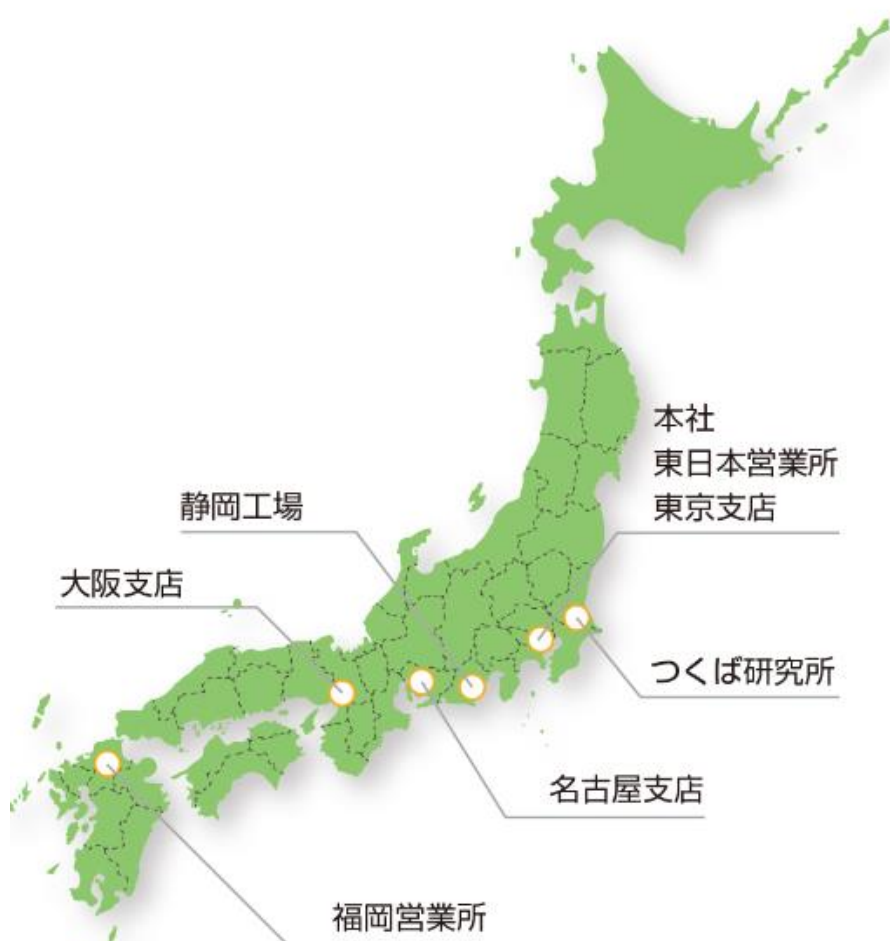 本社
東日本営業所
東京支店
静岡工場
大阪支店
つくば研究所
名古屋支店
福岡営業所